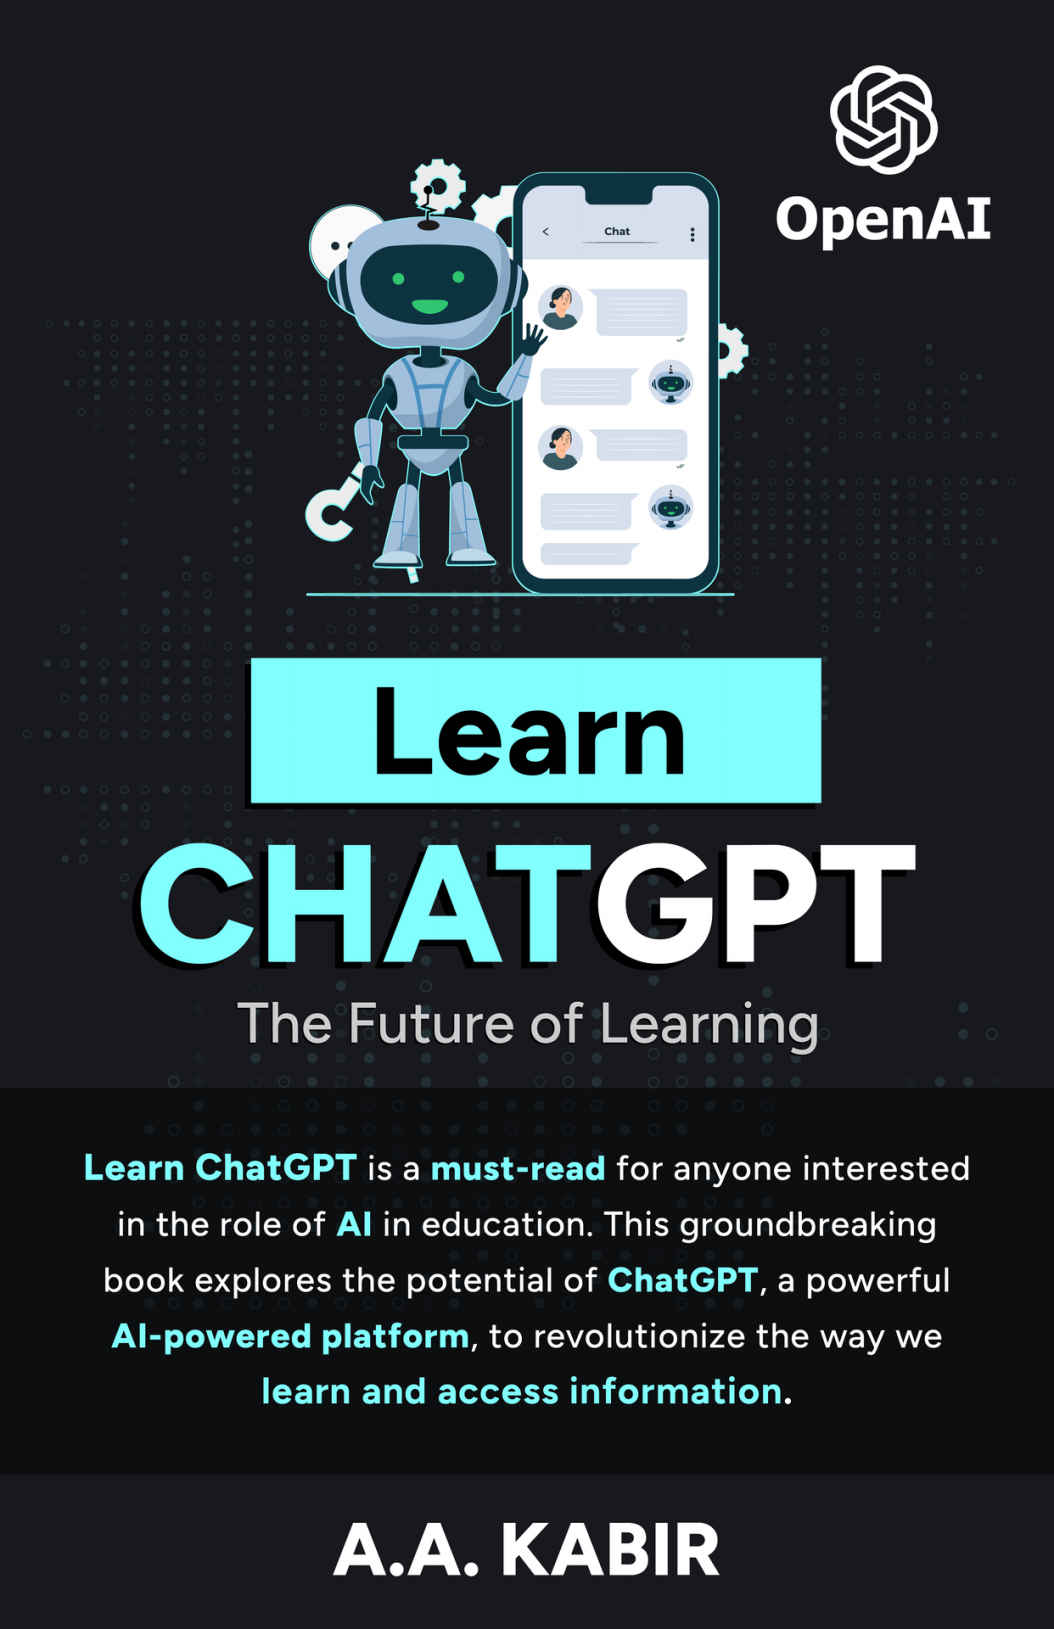 OpenAI
Chat
Learn
CHATGPT
The Future of Learning
Learn ChatGPT is a must-read for anyone interested
in the role of AI in education. This groundbreaking
book explores the potential of ChatGPT, a powerful
AI-powered platform, to revolutionize the way we
learn and access information.
A.A. KABIR